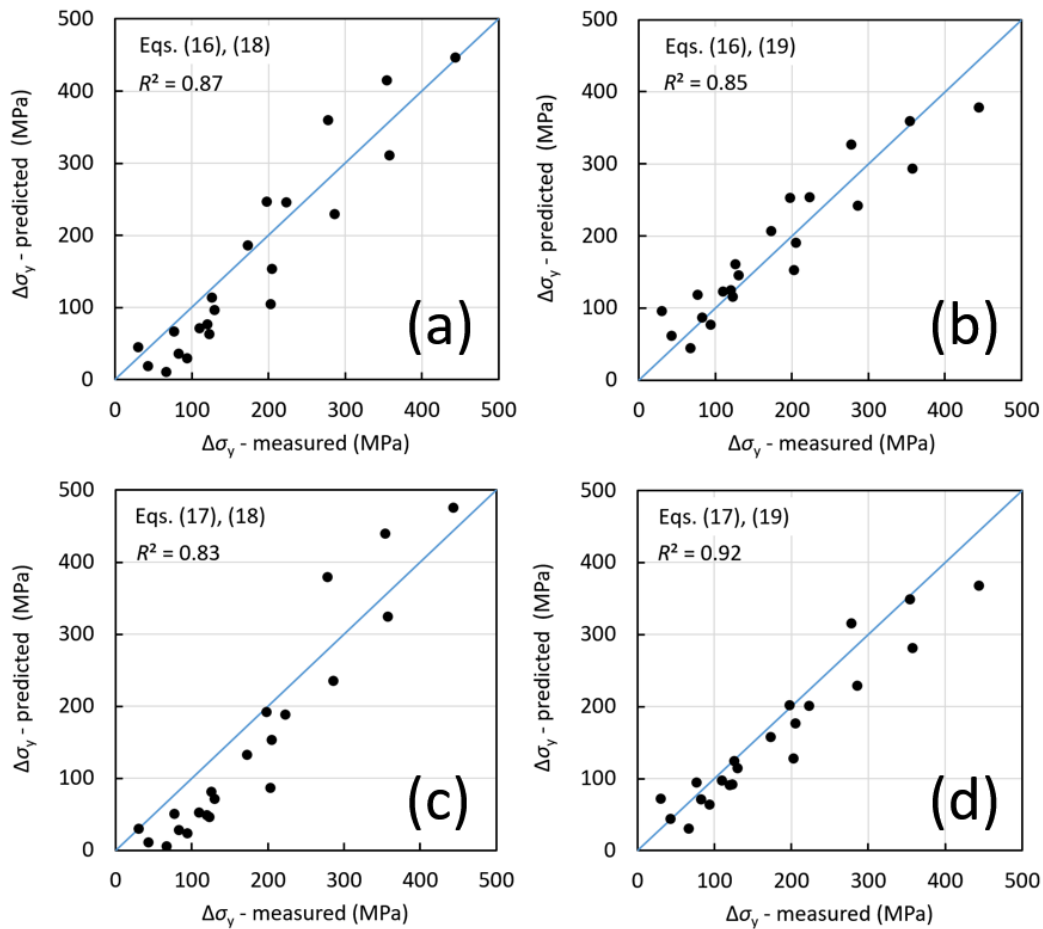 500
400
300
200
100
0
Δσy - predicted (MPa)
Eqs. (16), (18)
R² = 0.87
(a)
0 100 200 300 400 500
Δσy - measured (MPa)
500
400
300
200
100
0
Δσy - predicted (MPa)
Eqs. (16), (19)
R² = 0.85
(b)
0 100 200 300 400 500
Δσy - measured (MPa)
500
400
300
200
100
0
Δσy - predicted (MPa)
Eqs. (17), (18)
R² = 0.83
(c)
0 100 200 300 400 500
Δσy - measured (MPa)
500
400
300
200
100
0
Δσy - predicted (MPa)
Eqs. (17), (19)
R² = 0.92
(d)
0 100 200 300 400 500
Δσy - measured (MPa)